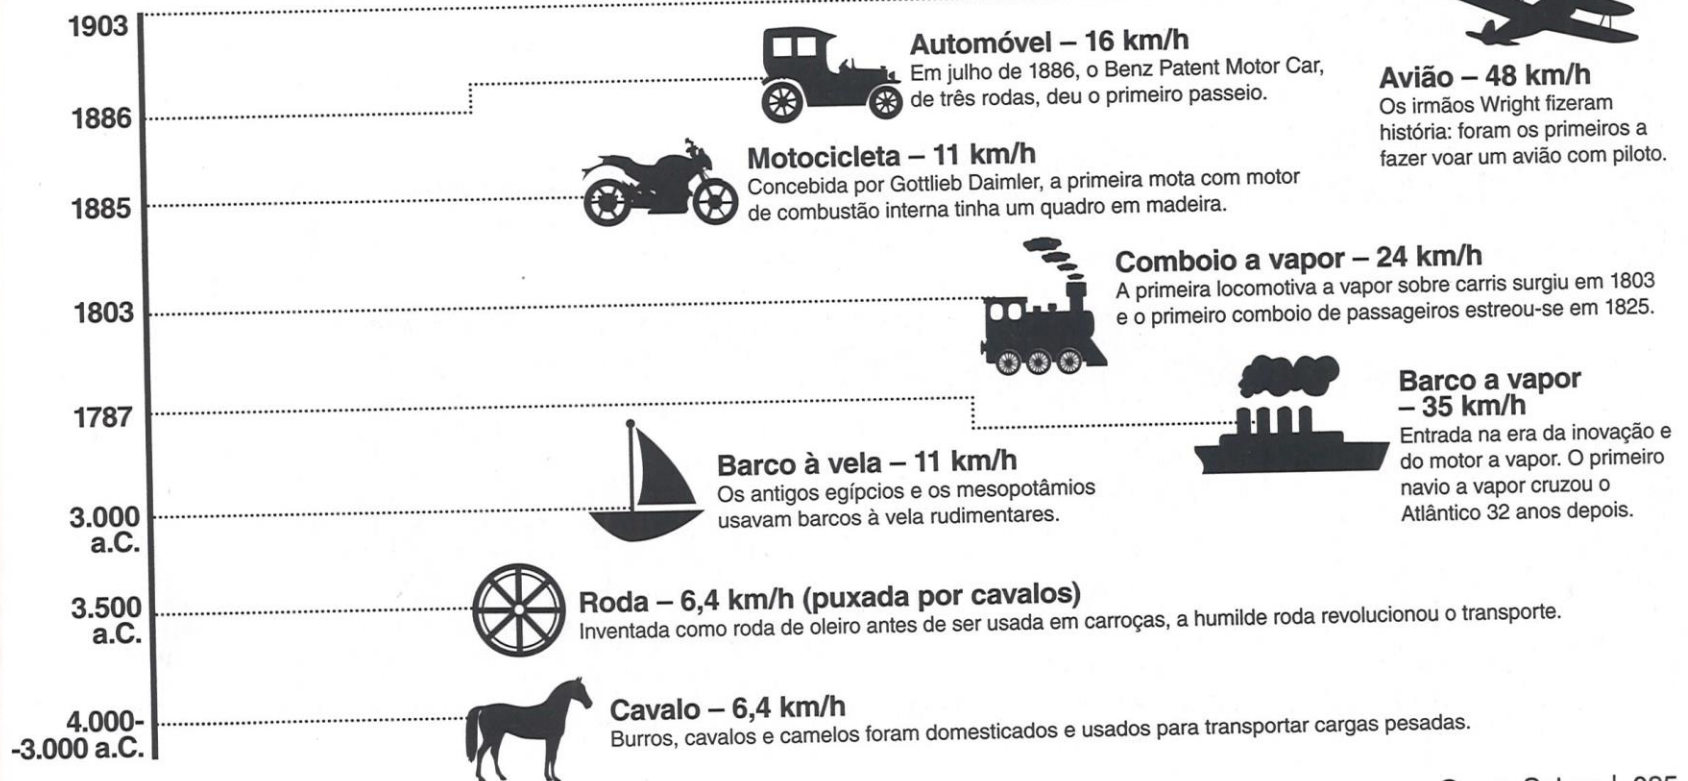 1903
Automóvel – 16 km/h
Em julho de 1886, o Benz Patent Motor Car,
de três rodas, deu o primeiro passeio.
Avião – 48 km/h
Os irmãos Wright fizeram
história: foram os primeiros a
fazer voar um avião com piloto.
1886
Motocicleta – 11 km/h
Concebida por Gottlieb Daimler, a primeira mota com motor
de combustão interna tinha um quadro em madeira.
1885
Comboio a vapor – 24 km/h
A primeira locomotiva a vapor sobre carris surgiu em 1803
e o primeiro comboio de passageiros estreou-se em 1825.
1803
Barco a vapor
– 35 km/h
Entrada na era da inovação e
do motor a vapor. O primeiro
navio a vapor cruzou o
Atlântico 32 anos depois.
1787
Barco à vela – 11 km/h
Os antigos egípcios e os mesopotâmios
usavam barcos à vela rudimentares.
3.000
a.C.
Roda – 6,4 km/h (puxada por cavalos)
Inventada como roda de oleiro antes de ser usada em carroças, a humilde roda revolucionou o transporte.
3.500
a.C.
Cavalo – 6,4 km/h
Burros, cavalos e camelos foram domesticados e usados para transportar cargas pesadas.
4.000-
-3.000 a.C.